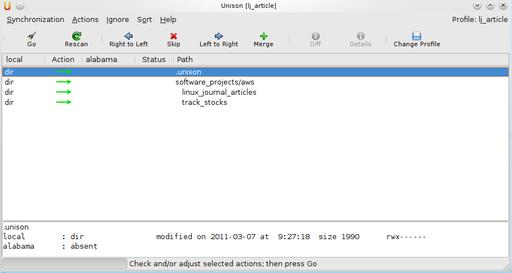 Unison [lj_article]
Synchronization Actions Ignore Sort Help Profile: lj_article
Go Rescan Right to Left Skip Left to Right Merge Diff Details Change Profile
local Action alabama Status Path
dir .unison
dir software_projects/aws
dir linux_journal_articles
dir track_stocks
.unison
local : dir modified on 2011-03-07 at 9:27:18 size 1990 rwx------
alabama : absent
Check and/or adjust selected actions; then press Go